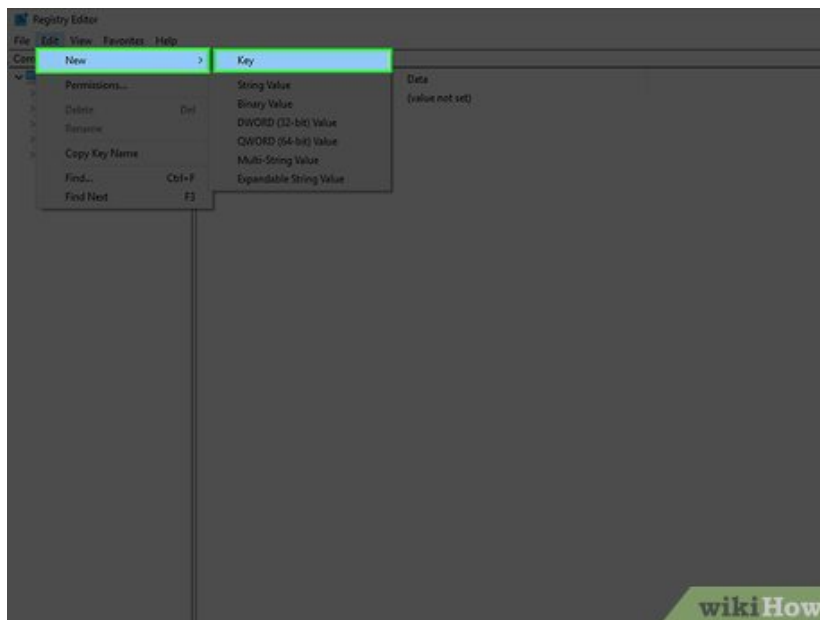 Registry Editor
File Edit View Favorites Help
New > Key
Data
Permissions... String Value
(value not set)
Delete Del Binary Value
Rename DWORD (32-bit) Value
QWORD (64-bit) Value
Copy Key Name Multi-String Value
Find... Ctrl+F Expandable String Value
Find Next F3
wikiHow